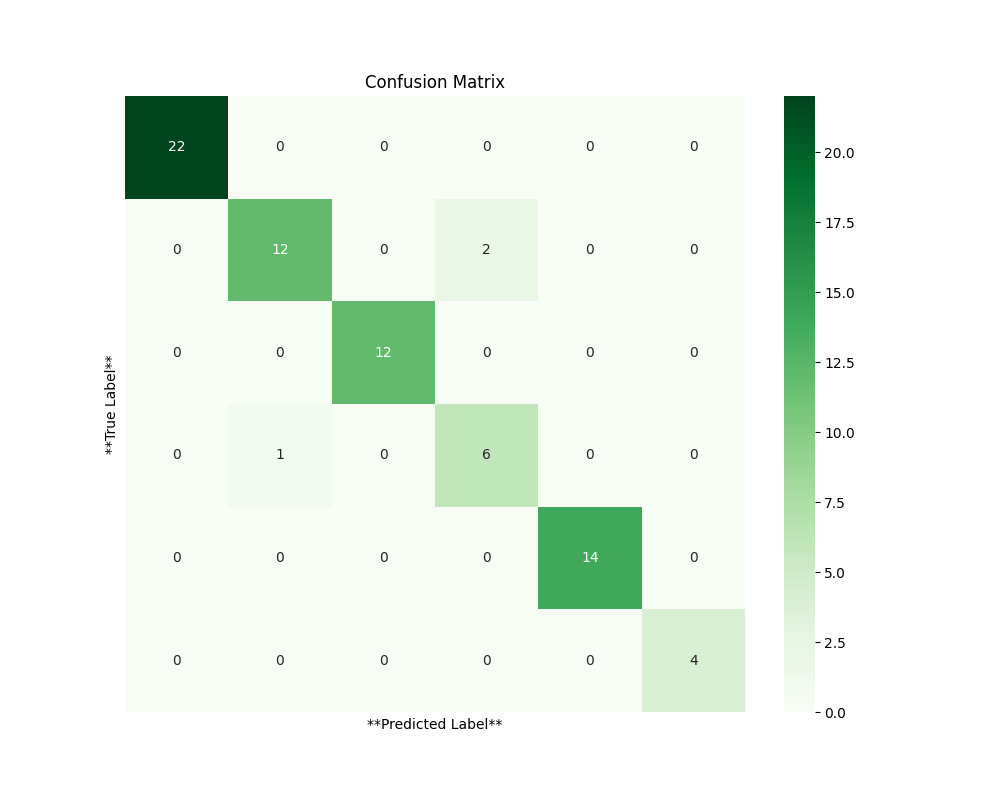 Confusion Matrix
22 0 0 0 0 0
0 12 0 2 0 0
0 0 12 0 0 0
0 1 0 6 0 0
0 0 0 0 14 0
0 0 0 0 0 4
**True Label**
**Predicted Label**
20.0
17.5
15.0
12.5
10.0
7.5
5.0
2.5
0.0